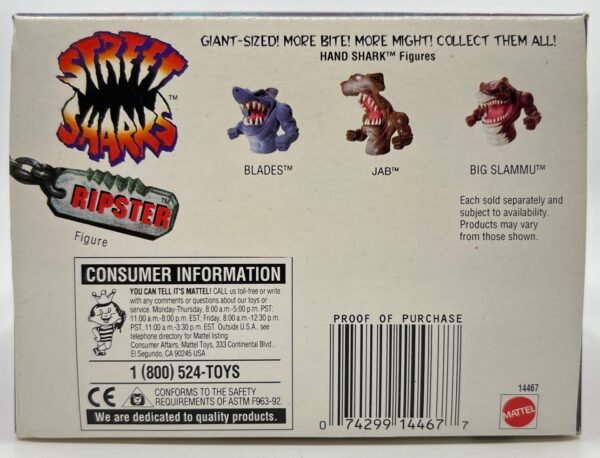 GIANT-SIZED! MORE BITE! MORE MIGHT! COLLECT THEM ALL!
HAND SHARK™ Figures
STREET
SHARKS
™
BLADES™
JAB™
BIG SLAMMU™
RIPSTER™
Figure
Each sold separately and
subject to availability.
Products may vary
from those shown.
CONSUMER INFORMATION
YOU CAN TELL IT'S MATTEL! CALL us toll-free or write
with any comments or questions about our toys or
service. Monday-Thursday, 8:00 a.m.-5:00 p.m. PST:
11:00 a.m.-8:00 p.m. EST, Friday, 8:00 a.m.-12:30 p.m.
PST, 11:00 a.m.-3:30 p.m. EST. Outside U.S.A., see
telephone directory for Mattel listing.
Consumer Affairs, Mattel Toys, 333 Continental Blvd.,
El Segundo, CA 90245 USA
1 (800) 524-TOYS
CE
CONFORMS TO THE SAFETY
REQUIREMENTS OF ASTM F963-92.
We are dedicated to quality products.
PROOF OF PURCHASE
0 74299 14467 7
14467
MATTEL